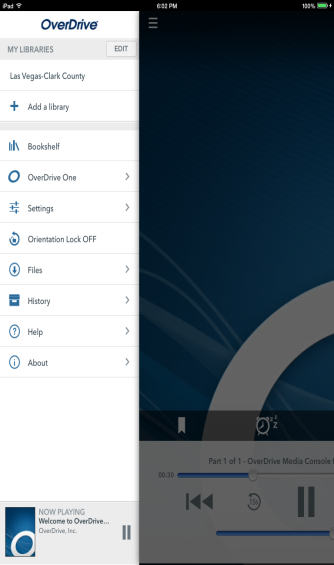 iPad 6:02 PM 100%
OverDrive
MY LIBRARIES EDIT
Las Vegas-Clark County
Add a library
Bookshelf
OverDrive One
Settings
Orientation Lock OFF
Files
History
? Help
i About
z z Z
Part 1 of 1 - OverDrive Media Console
00:30
15s
NOW PLAYING
Welcome to OverDrive...
OverDrive, Inc.